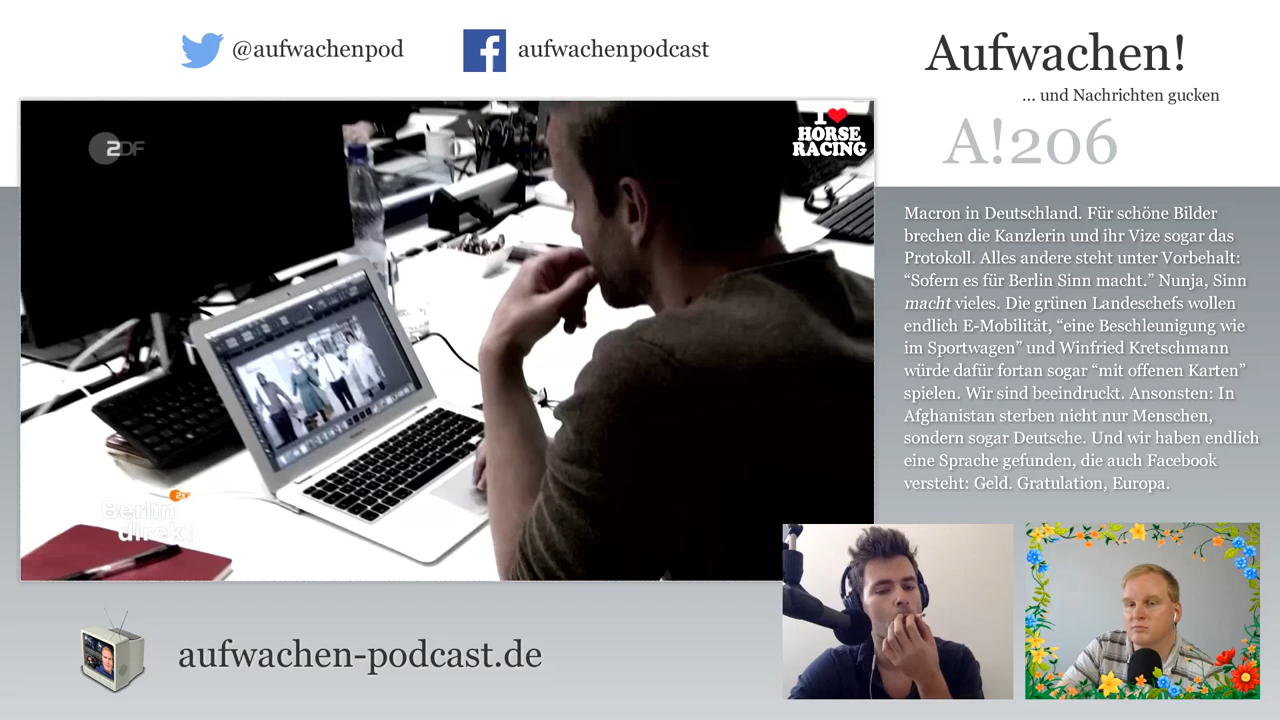 @aufwachenpod
aufwachenpodcast
Aufwachen!
... und Nachrichten gucken
A!206
ZDF
I
HORSE
RACING
Macron in Deutschland. Für schöne Bilder
brechen die Kanzlerin und ihr Vize sogar das
Protokoll. Alles andere steht unter Vorbehalt:
“Sofern es für Berlin Sinn macht.” Nunja, Sinn
macht vieles. Die grünen Landeschefs wollen
endlich E-Mobilität, “eine Beschleunigung wie
im Sportwagen” und Winfried Kretschmann
würde dafür fortan sogar “mit offenen Karten”
spielen. Wir sind beeindruckt. Ansonsten: In
Afghanistan sterben nicht nur Menschen,
sondern sogar Deutsche. Und wir haben endlich
eine Sprache gefunden, die auch Facebook
versteht: Geld. Gratulation, Europa.
ZDF
Berlin
direkt
aufwachen-podcast.de